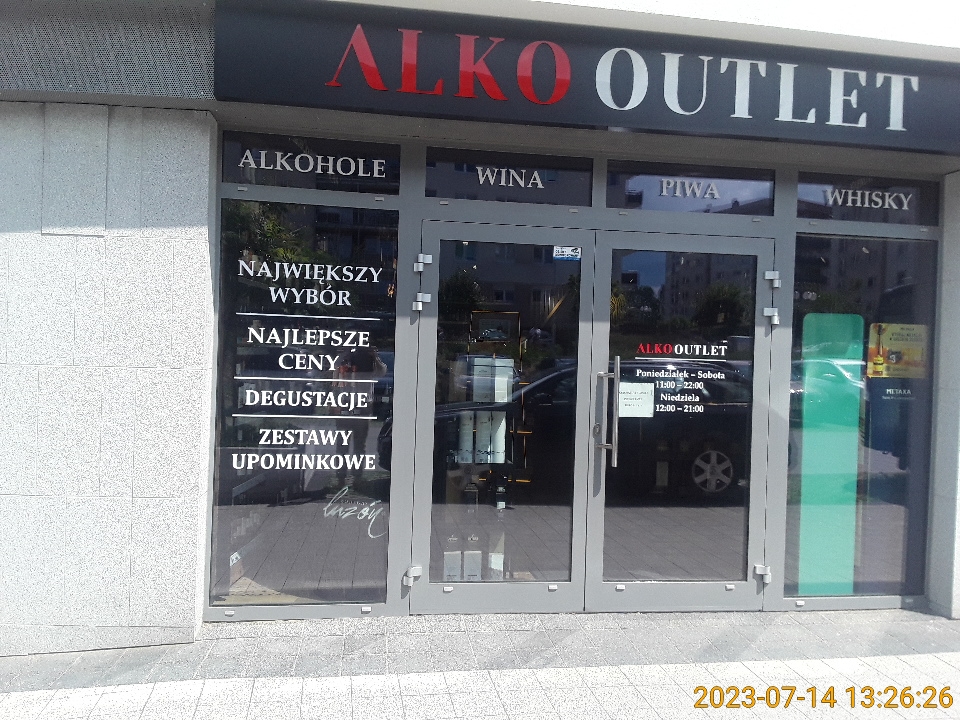 ALKO OUTLET
ALKOHOLE
WINA
PIWA
WHISKY
NAJWIĘKSZY
WYBÓR
NAJLEPSZE
CENY
DEGUSTACJE
ZESTAWY
UPOMINKOWE
luzón
ALKO OUTLET
Poniedziałek – Sobota
11:00 – 22:00
Niedziela
12:00 – 21:00
METAXA
2023-07-14 13:26:26